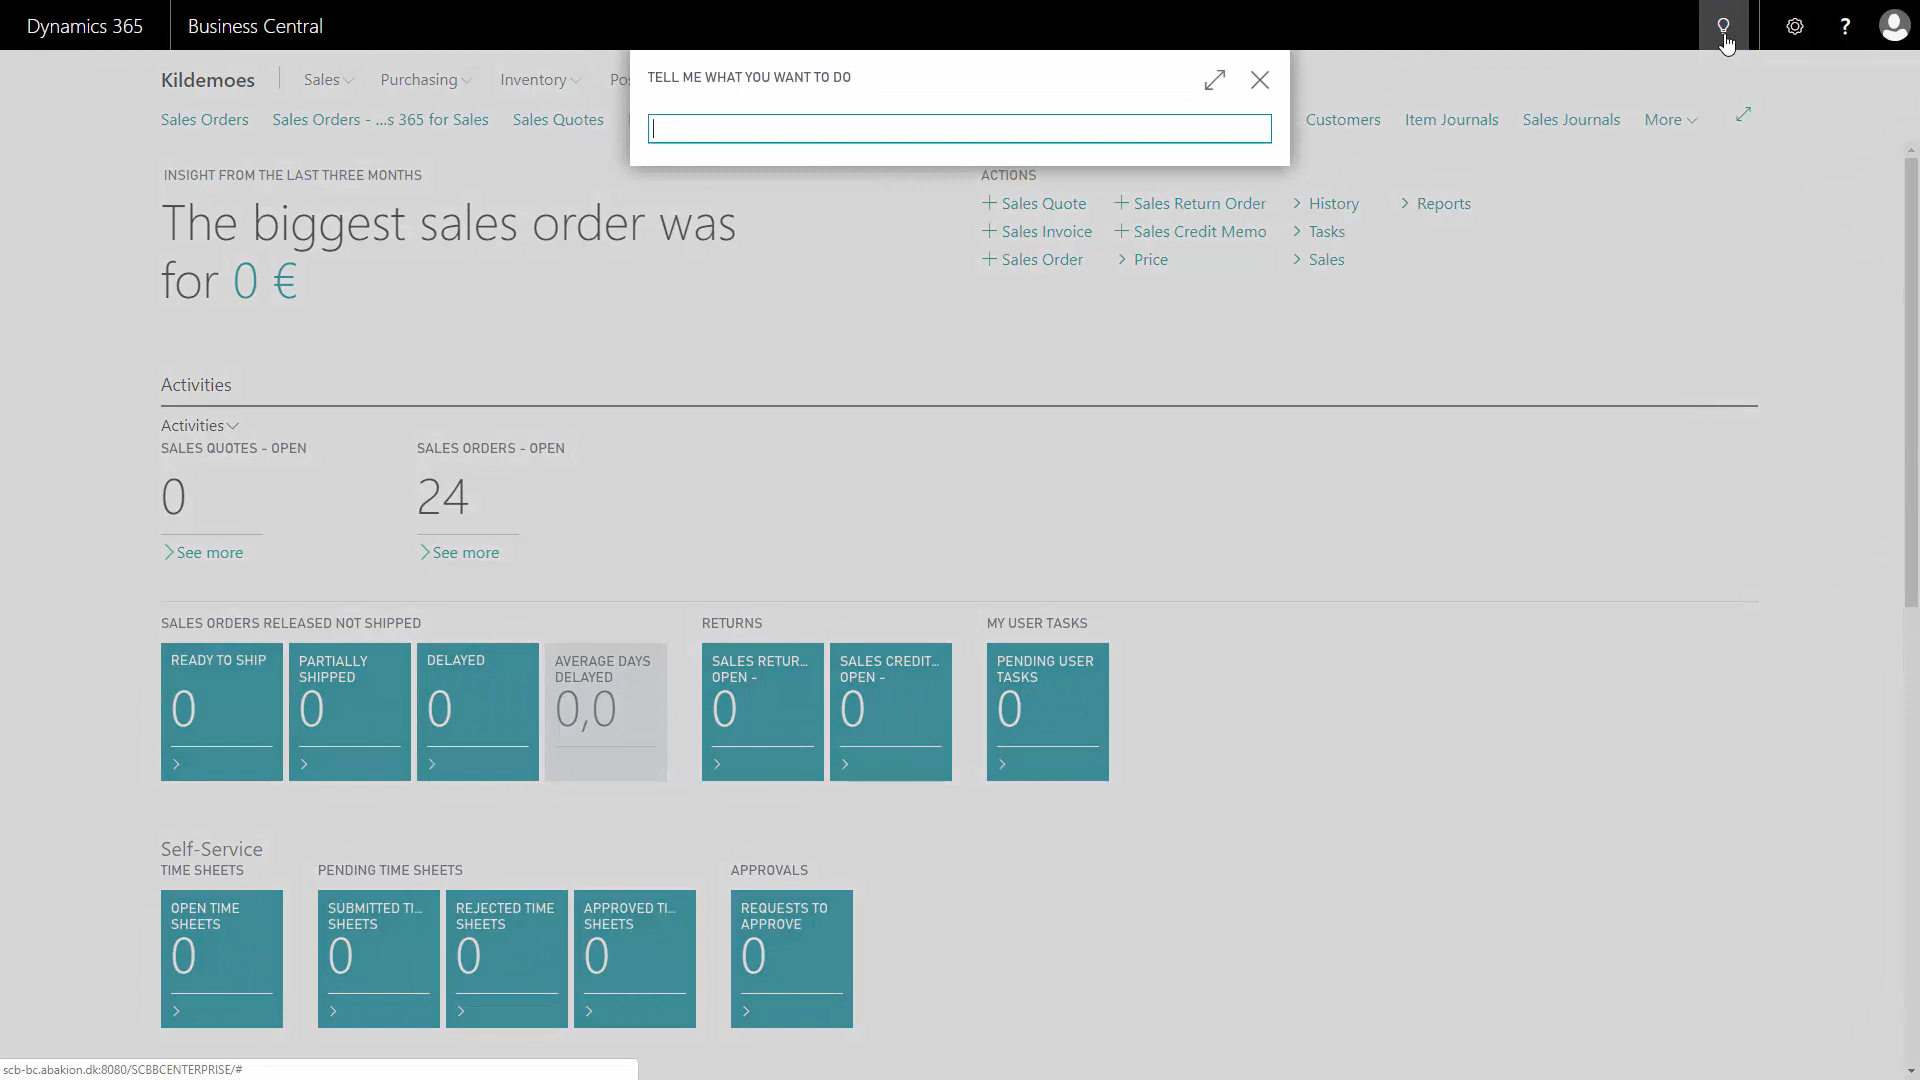 Dynamics 365 Business Central ?
TELL ME WHAT YOU WANT TO DO
Kildemoes Sales Purchasing Inventory Pos
Sales Orders Sales Orders - ...s 365 for Sales Sales Quotes Customers Item Journals Sales Journals More
INSIGHT FROM THE LAST THREE MONTHS
The biggest sales order was
for 0 €
ACTIONS
Sales Quote Sales Return Order History Reports
Sales Invoice Sales Credit Memo Tasks
Sales Order Price Sales
Activities
Activities
SALES QUOTES - OPEN SALES ORDERS - OPEN
0 24
See more See more
SALES ORDERS RELEASED NOT SHIPPED RETURNS MY USER TASKS
READY TO SHIP
0
PARTIALLY
SHIPPED
0
DELAYED
0
AVERAGE DAYS
DELAYED
0,0
SALES RETUR...
OPEN -
0
SALES CREDIT...
OPEN -
0
PENDING USER
TASKS
0
Self-Service
TIME SHEETS PENDING TIME SHEETS APPROVALS
OPEN TIME
SHEETS
0
SUBMITTED TI...
SHEETS
0
REJECTED TIME
SHEETS
0
APPROVED TI...
SHEETS
0
REQUESTS TO
APPROVE
0
scb-bc.abakion.dk:8080/SCBBCENTERPRISE/#